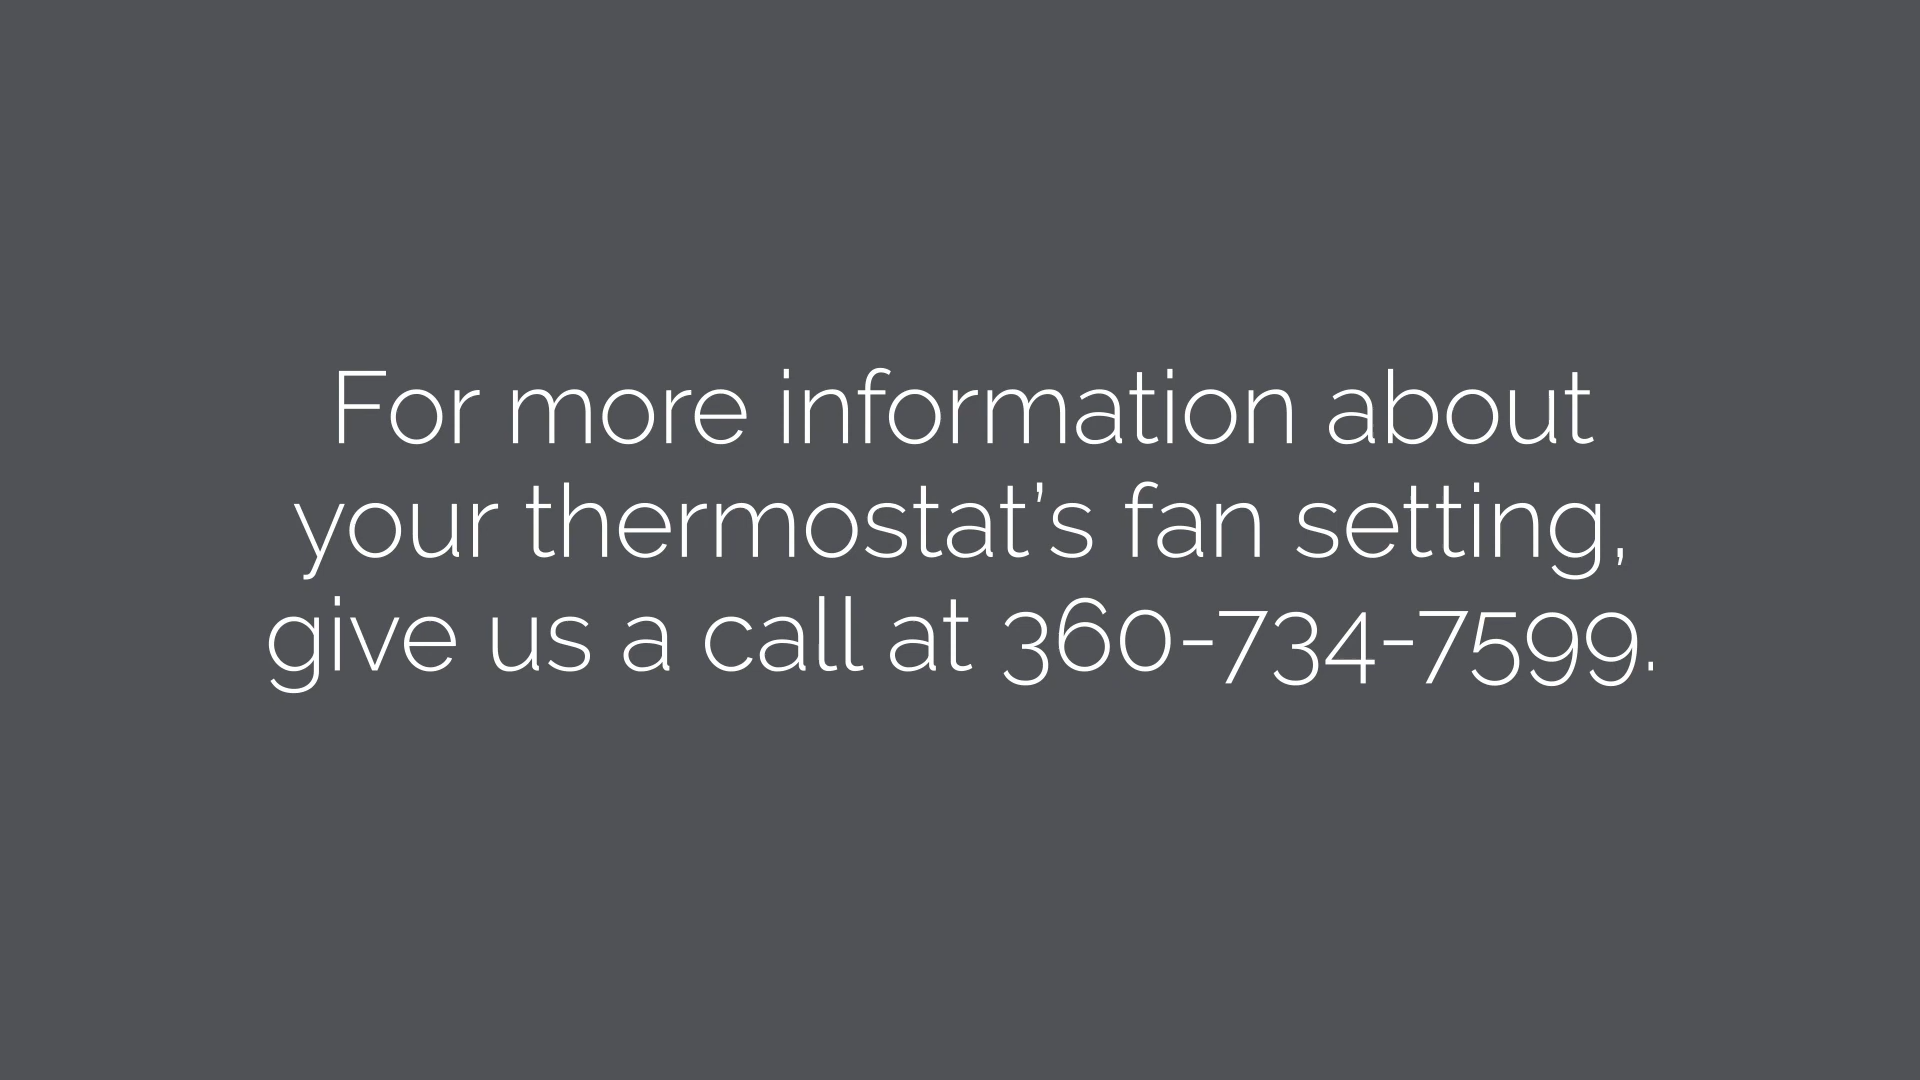 For more information about
your thermostat’s fan setting,
give us a call at 360-734-7599.